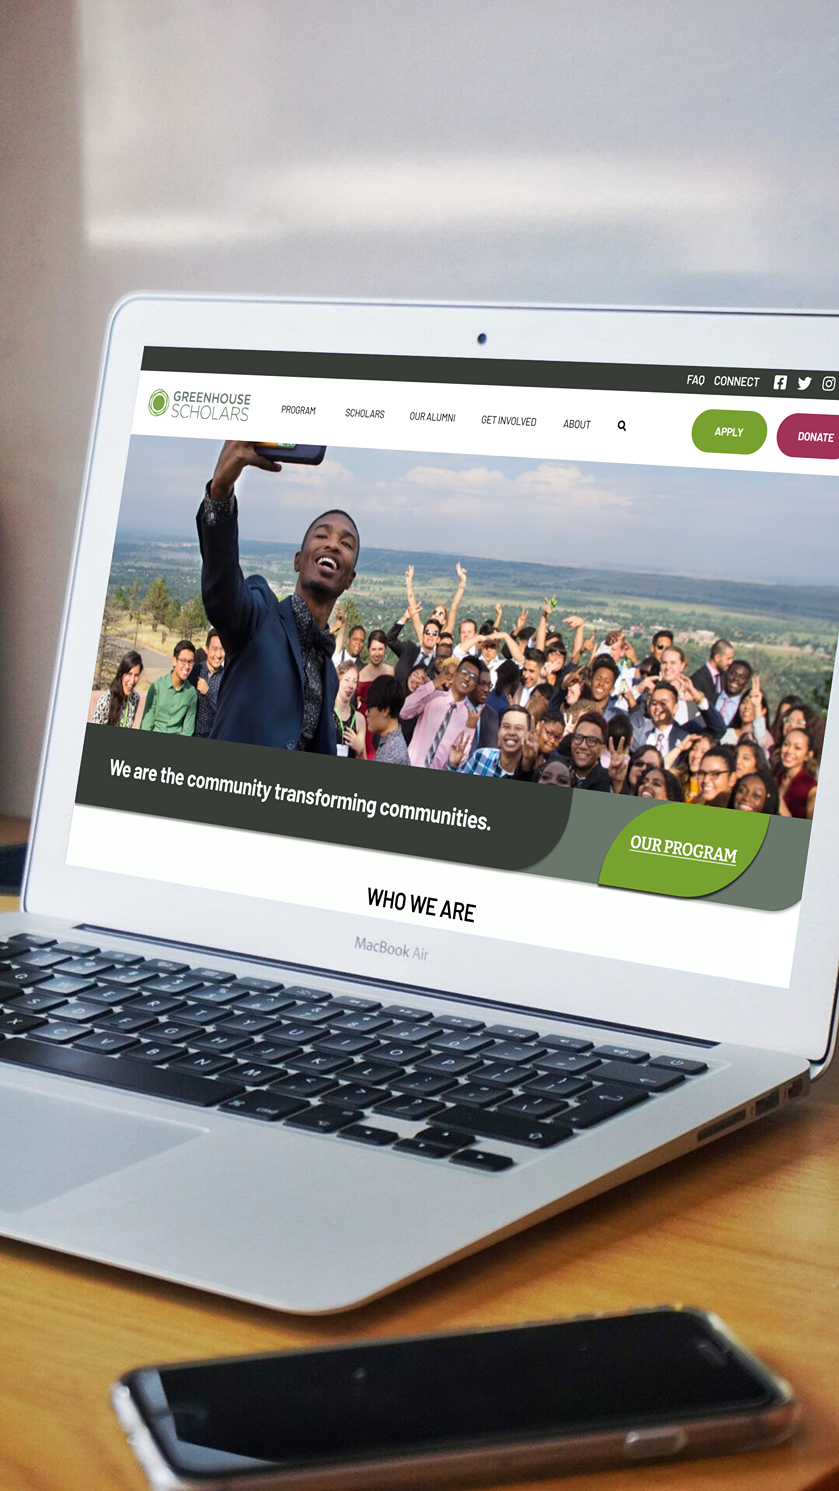 FAQ CONNECT
GREENHOUSE
SCHOLARS
PROGRAM SCHOLARS OUR ALUMNI GET INVOLVED ABOUT
APPLY
DONATE
We are the community transforming communities.
OUR PROGRAM
WHO WE ARE
MacBook Air